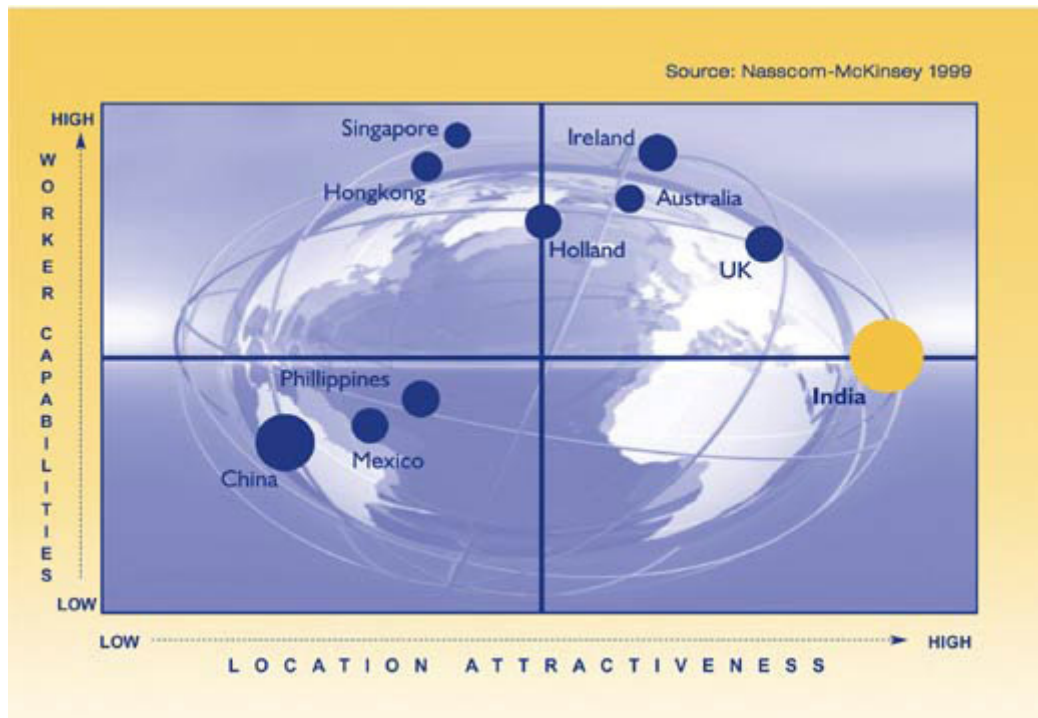 Source: Nasscom-McKinsey 1999
HIGH
WORKER CAPABILITIES
LOW
Singapore
Ireland
Hongkong
Australia
Holland
UK
Phillippines
India
Mexico
China
LOW
HIGH
LOCATION ATTRACTIVENESS